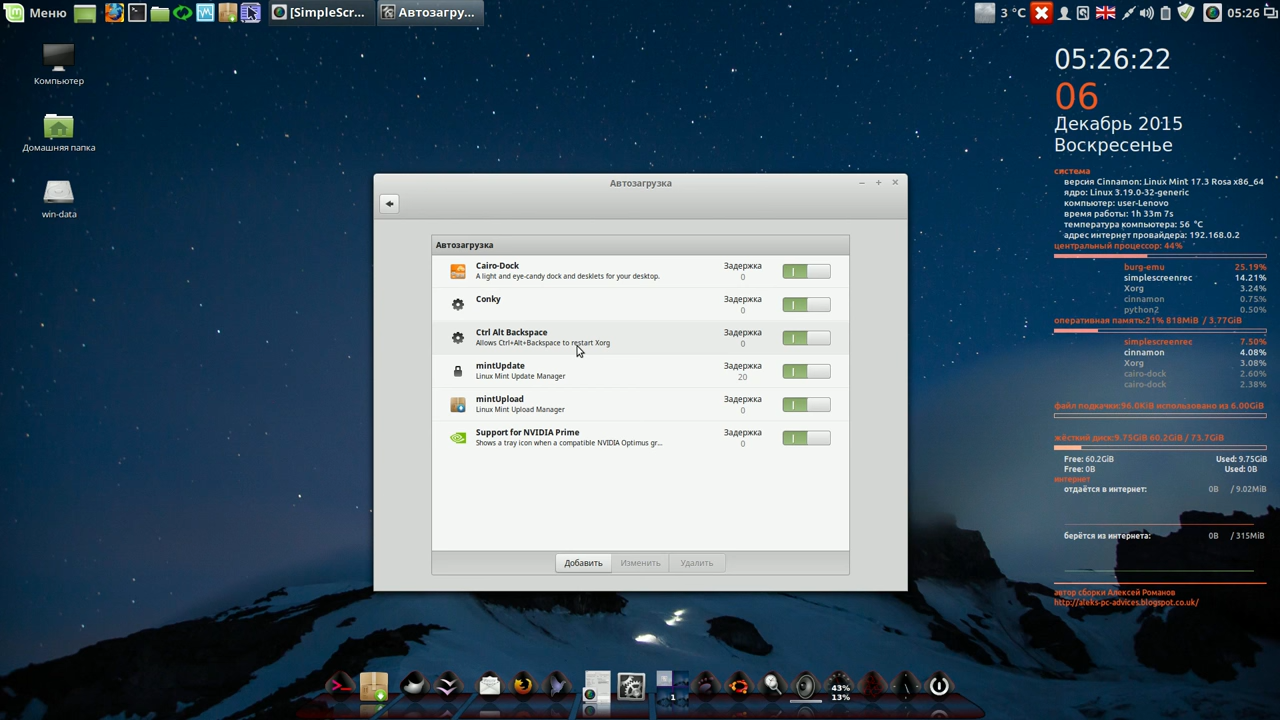 Меню
[SimpleScr...
Автозагру...
3 °C
05:26
Компьютер
Домашняя папка
win-data
Автозагрузка
Автозагрузка
Cairo-Dock
A light and eye-candy dock and desklets for your desktop.
Задержка
0
Conky
Задержка
0
Ctrl Alt Backspace
Allows Ctrl+Alt+Backspace to restart Xorg
Задержка
0
mintUpdate
Linux Mint Update Manager
Задержка
20
mintUpload
Linux Mint Upload Manager
Задержка
0
Support for NVIDIA Prime
Shows a tray icon when a compatible NVIDIA Optimus gr...
Задержка
0
Добавить
Изменить
Удалить
05:26:22
06
Декабрь 2015
Воскресенье
система
версия Cinnamon: Linux Mint 17.3 Rosa x86_64
ядро: Linux 3.19.0-32-generic
компьютер: user-Lenovo
время работы: 1h 33m 7s
температура компьютера: 56 °C
адрес интернет провайдера: 192.168.0.2
центральный процессор: 44%
burg-emu 25.19%
simplescreenrec 14.21%
Xorg 3.24%
cinnamon 0.75%
python2 0.50%
оперативная память:21% 818MiB / 3.77GiB
simplescreenrec 7.50%
cinnamon 4.08%
Xorg 3.08%
cairo-dock 2.60%
cairo-dock 2.38%
файл подкачки:96.0KiB использовано из 6.00GiB
жёсткий диск:9.75GiB 60.2GiB / 73.7GiB
Free: 60.2GiB Used: 9.75GiB
Free: 0B Used: 0B
интернет
отдаётся в интернет: 0B / 9.02MiB
берётся из интернета: 0B / 315MiB
автор сборки Алексей Романов
http://aleks-pc-advices.blogspot.co.uk/
1
43%
13%